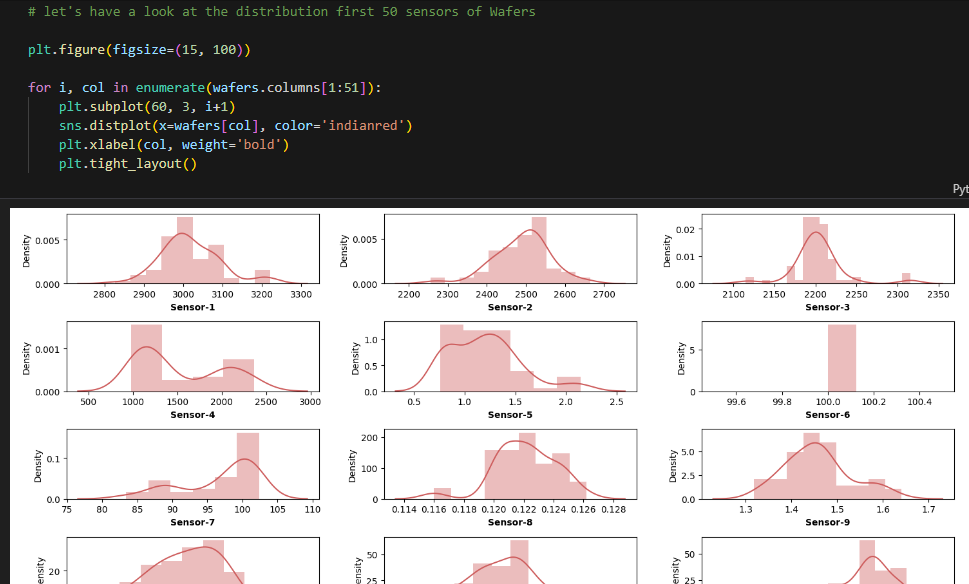 # let's have a look at the distribution first 50 sensors of Wafers
plt.figure(figsize=(15, 100))
for i, col in enumerate(wafers.columns[1:51]):
plt.subplot(60, 3, i+1)
sns.distplot(x=wafers[col], color='indianred')
plt.xlabel(col, weight='bold')
plt.tight_layout()
Pyt
Density
0.005
0.000
2800 2900 3000 3100 3200 3300
Sensor-1
Density
0.005
0.000
2200 2300 2400 2500 2600 2700
Sensor-2
Density
0.02
0.01
0.00
2100 2150 2200 2250 2300 2350
Sensor-3
Density
0.001
0.000
500 1000 1500 2000 2500 3000
Sensor-4
Density
1.0
0.5
0.0
0.5 1.0 1.5 2.0 2.5
Sensor-5
Density
5
0
99.6 99.8 100.0 100.2 100.4
Sensor-6
Density
0.1
0.0
75 80 85 90 95 100 105 110
Sensor-7
Density
200
100
0
0.114 0.116 0.118 0.120 0.122 0.124 0.126 0.128
Sensor-8
Density
5.0
2.5
0.0
1.3 1.4 1.5 1.6 1.7
Sensor-9
ensity
20
ensity
50
25
ensity
50
25